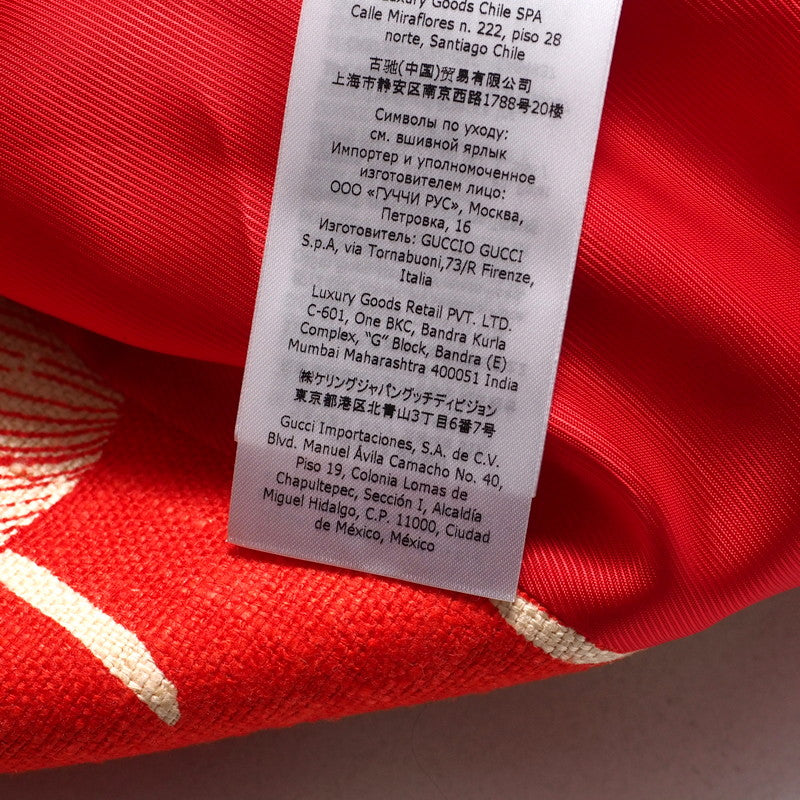 Luxury Goods Chile SPA
Calle Miraflores n. 222, piso 28
norte, Santiago Chile
古驰(中国)贸易有限公司
上海市静安区南京西路1788号20楼
Символы по уходу:
см. вшивной ярлык
Импортер и уполномоченное
изготовителем лицо:
ООО «ГУЧЧИ РУС», Москва,
Петровка, 16
Изготовитель: GUCCIO GUCCI
S.p.A, via Tornabuoni,73/R Firenze,
Italia
Luxury Goods Retail PVT. LTD.
C-601, One BKC, Bandra Kurla
Complex, "G" Block, Bandra (E)
Mumbai Maharashtra 400051 India
㈱ケリングジャパングッチディビジョン
東京都港区北青山3丁目6番7号
Gucci Importaciones, S.A. de C.V.
Blvd. Manuel Ávila Camacho No. 40,
Piso 19, Colonia Lomas de
Chapultepec, Sección I, Alcaldía
Miguel Hidalgo, C.P. 11000, Ciudad
de México, México